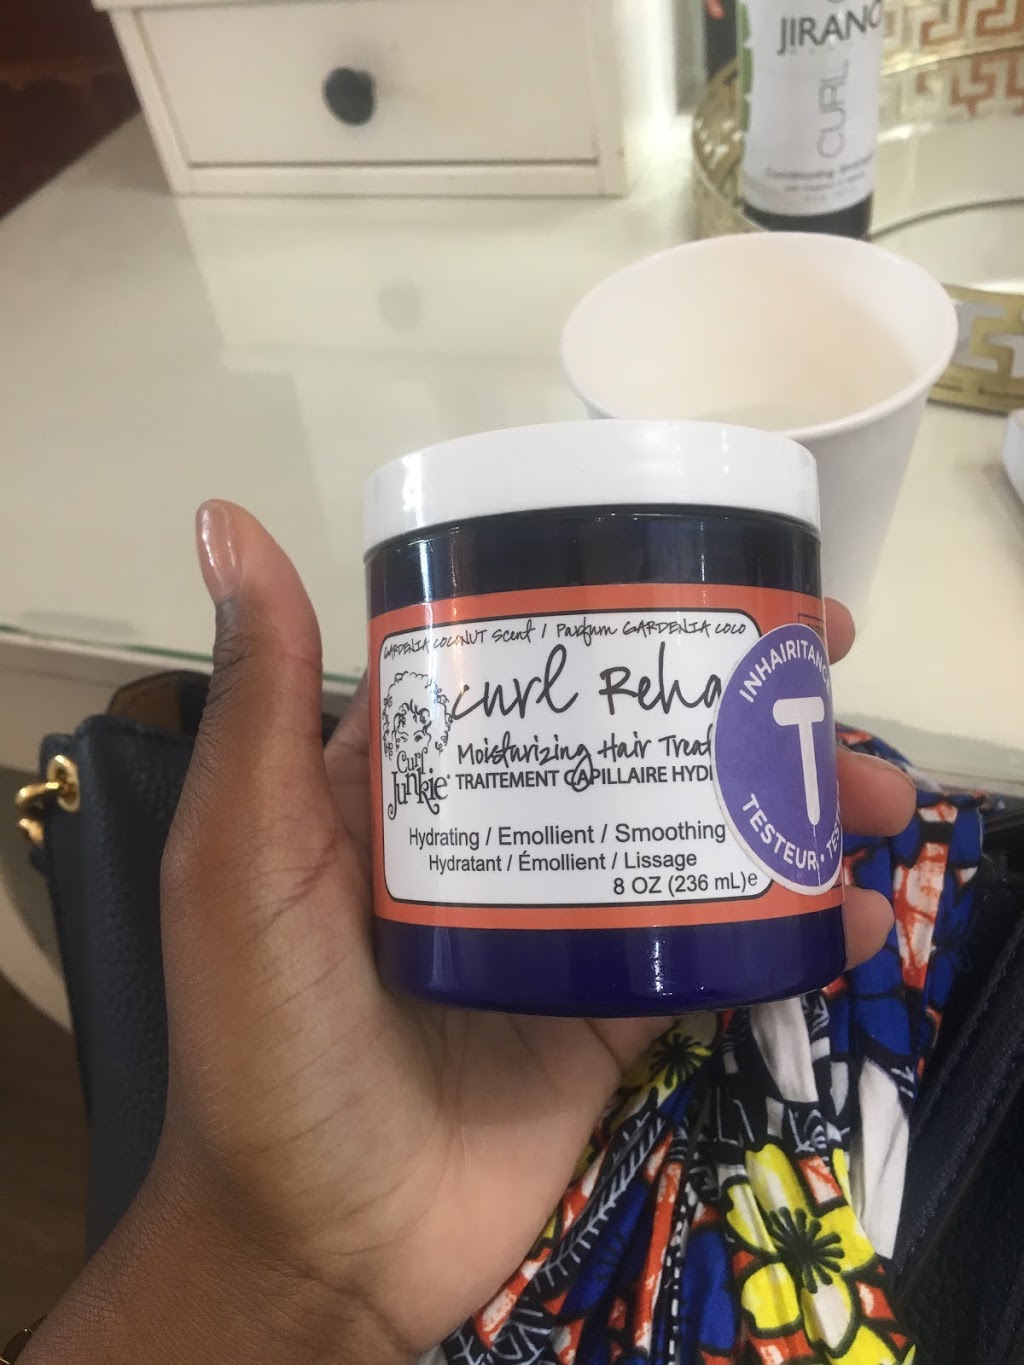 JIRANO
CURL
Conditioning
GARDENIA COCONUT Scent / Parfum GARDENIA COCO
Curl Reha
Curl
Junkie
Moisturizing Hair Treat
TRAITEMENT CAPILLAIRE HYD
Hydrating / Emollient / Smoothing
Hydratant / Émollient / Lissage
8 OZ (236 mL)e
INHAIRITANC
T
TESTEUR • TES